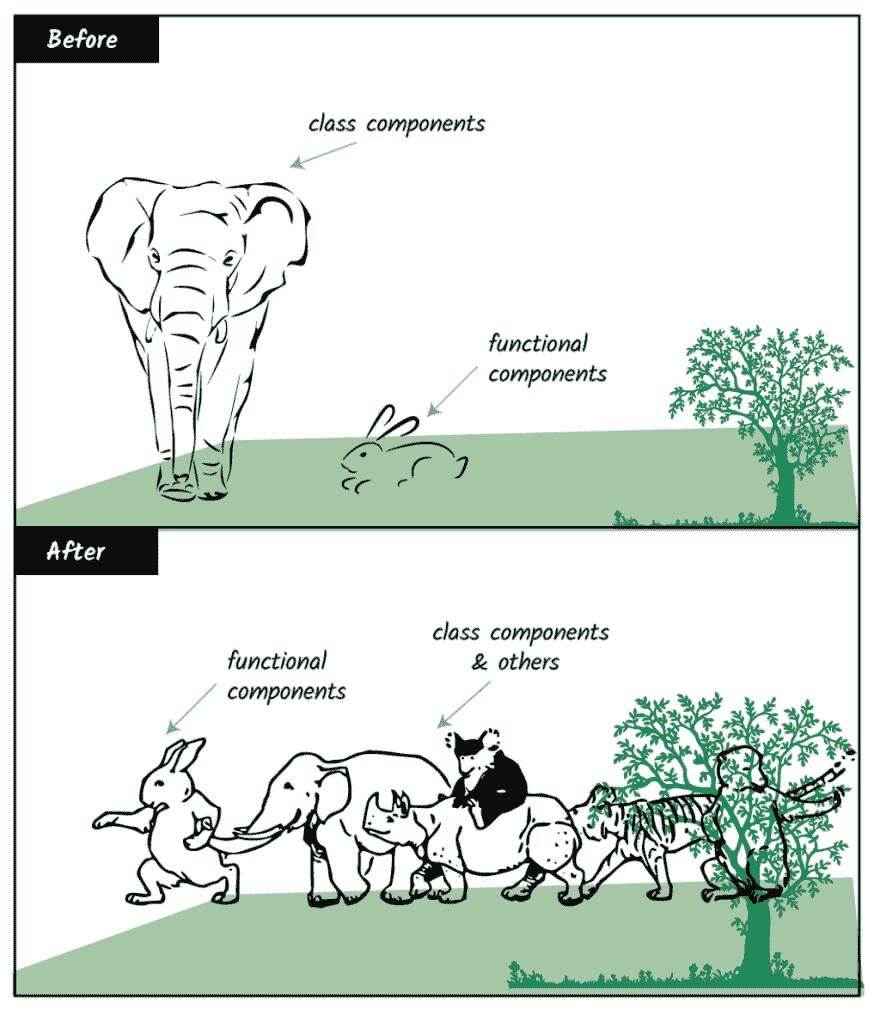 Before
class components
functional
components
After
class components
& others
functional
components